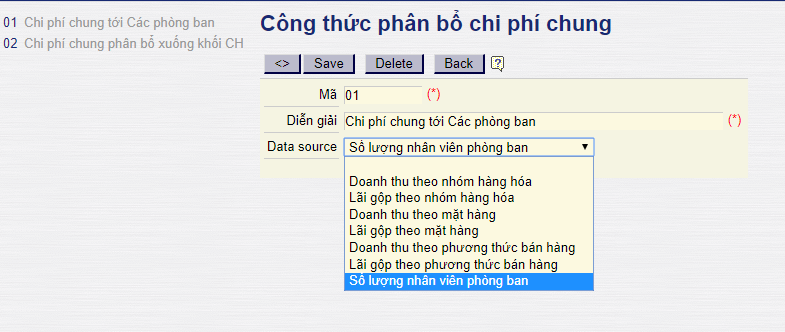 01 Chi phí chung tới Các phòng ban
02 Chi phí chung phân bổ xuống khối CH
Công thức phân bổ chi phí chung
<> Save Delete Back ?
Mã 01 (*)
Diễn giải Chi phí chung tới Các phòng ban (*)
Data source Số lượng nhân viên phòng ban
Doanh thu theo nhóm hàng hóa
Lãi gộp theo nhóm hàng hóa
Doanh thu theo mặt hàng
Lãi gộp theo mặt hàng
Doanh thu theo phương thức bán hàng
Lãi gộp theo phương thức bán hàng
Số lượng nhân viên phòng ban